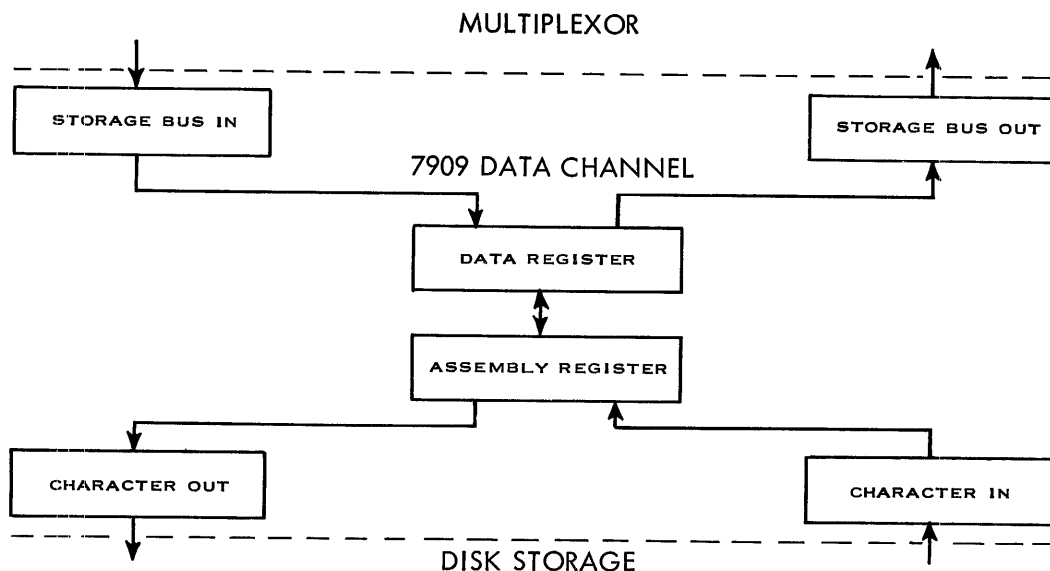 MULTIPLEXOR
STORAGE BUS IN
STORAGE BUS OUT
7909 DATA CHANNEL
DATA REGISTER
ASSEMBLY REGISTER
CHARACTER OUT
CHARACTER IN
DISK STORAGE